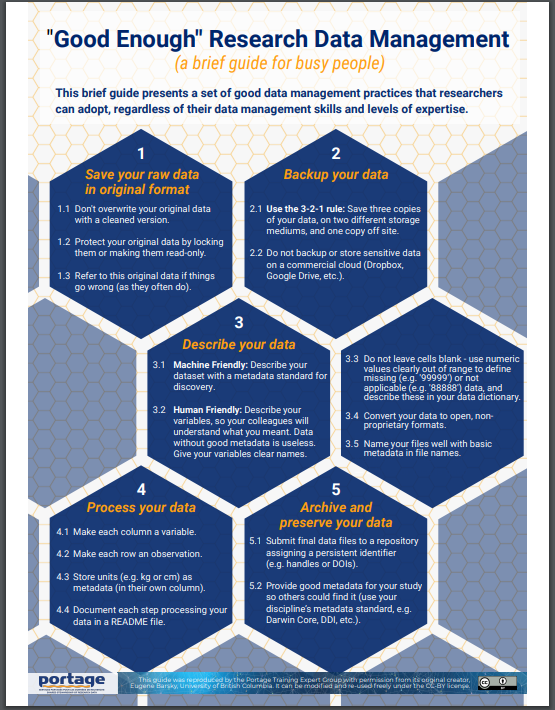 "Good Enough" Research Data Management
(a brief guide for busy people)
This brief guide presents a set of good data management practices that researchers
can adopt, regardless of their data management skills and levels of expertise.
1
Save your raw data
in original format
1.1 Don't overwrite your original data
with a cleaned version.
1.2 Protect your original data by locking
them or making them read-only.
1.3 Refer to this original data if things
go wrong (as they often do).
2
Backup your data
2.1 Use the 3-2-1 rule: Save three copies
of your data, on two different storage
mediums, and one copy off site.
2.2 Do not backup or store sensitive data
on a commercial cloud (Dropbox,
Google Drive, etc.).
3
Describe your data
3.1 Machine Friendly: Describe your
dataset with a metadata standard for
discovery.
3.2 Human Friendly: Describe your
variables, so your colleagues will
understand what you meant. Data
without good metadata is useless.
Give your variables clear names.
3.3 Do not leave cells blank - use numeric
values clearly out of range to define
missing (e.g. '99999') or not
applicable (e.g. '88888') data, and
describe these in your data dictionary.
3.4 Convert your data to open, non-
proprietary formats.
3.5 Name your files well with basic
metadata in file names.
4
Process your data
4.1 Make each column a variable.
4.2 Make each row an observation.
4.3 Store units (e.g. kg or cm) as
metadata (in their own column).
4.4 Document each step processing your
data in a README file.
5
Archive and
preserve your data
5.1 Submit final data files to a repository
assigning a persistent identifier
(e.g. handles or DOIs).
5.2 Provide good metadata for your study
so others could find it (use your
discipline's metadata standard, e.g.
Darwin Core, DDI, etc.).
portage
This guide was reproduced by the Portage Training Expert Group with permission from its original creator,
Eugene Barsky, University of British Columbia. It can be modified and re-used freely under the CC-BY license.
cc
BY